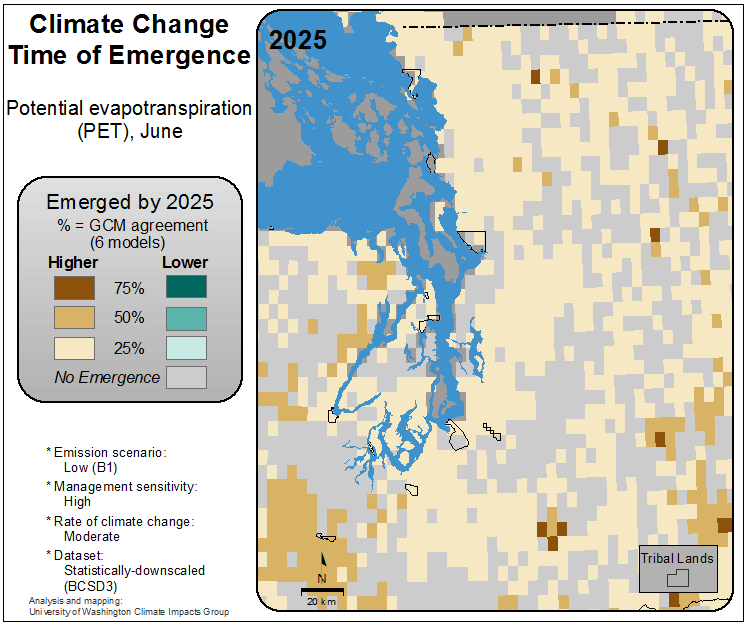 Climate Change
Time of Emergence
Potential evapotranspiration
(PET), June
Emerged by 2025
% = GCM agreement
(6 models)
Higher Lower
75%
50%
25%
No Emergence
* Emission scenario:
Low (B1)
* Management sensitivity:
High
* Rate of climate change:
Moderate
* Dataset:
Statistically-downscaled
(BCSD3)
Analysis and mapping:
University of Washington Climate Impacts Group
2025
N
20 km
Tribal Lands